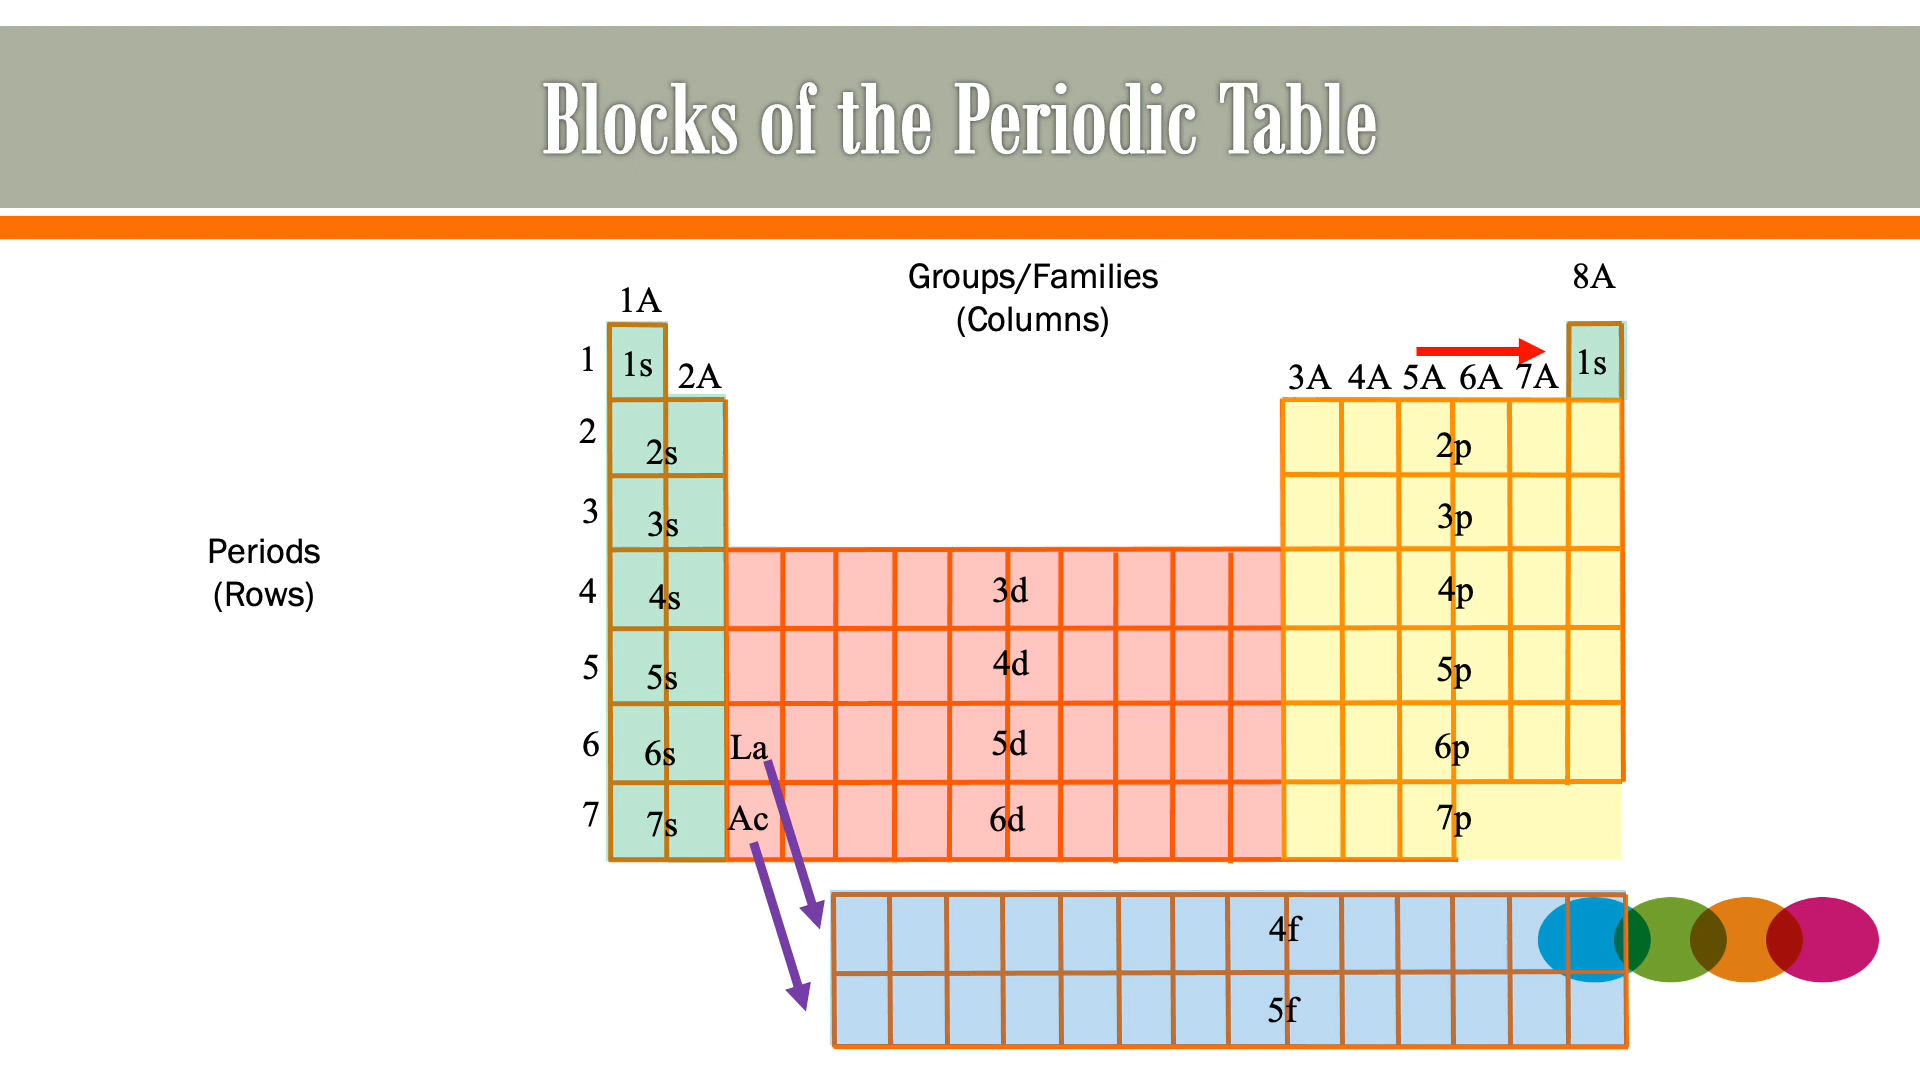 Blocks of the Periodic Table
Groups/Families
(Columns)
8A
1A
1
1s
2A
3A
4A
5A
6A
7A
1s
2
2s
2p
3
3s
3p
Periods
(Rows)
4
4s
3d
4p
5
5s
4d
5p
6
6s
La
5d
6p
7
7s
Ac
6d
7p
4f
5f